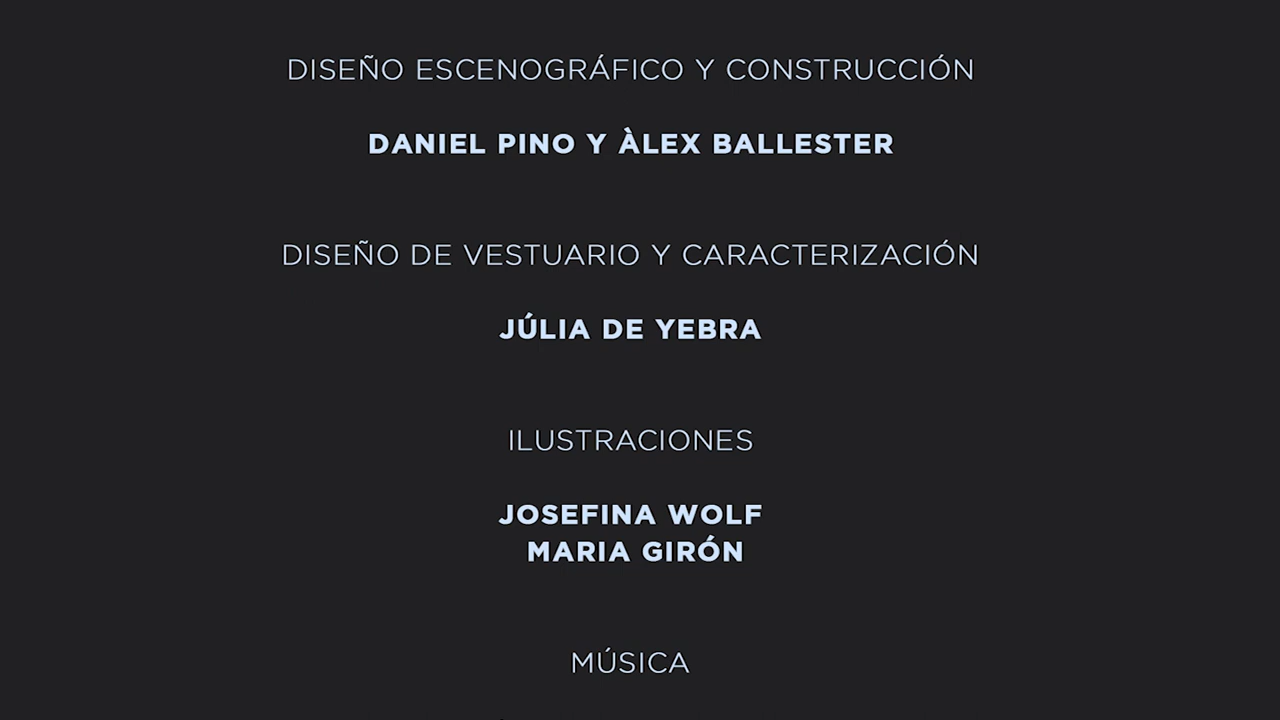 DISEÑO ESCENOGRÁFICO Y CONSTRUCCIÓN
DANIEL PINO Y ÀLEX BALLESTER
DISEÑO DE VESTUARIO Y CARACTERIZACIÓN
JÚLIA DE YEBRA
ILUSTRACIONES
JOSEFINA WOLF
MARIA GIRÓN
MÚSICA